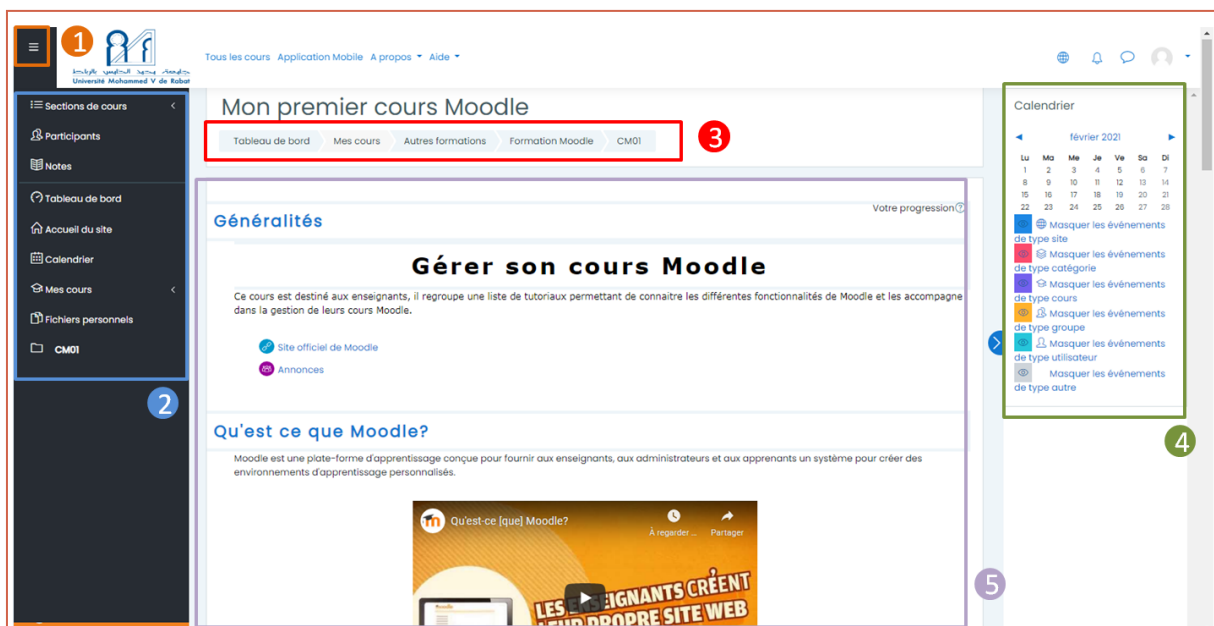 1
Université Mohammed V de Rabat
Tous les cours Application Mobile A propos Aide
Sections de cours
Participants
Notes
Tableau de bord
Accueil du site
Calendrier
Mes cours
Fichiers personnels
CM01
2
Mon premier cours Moodle
Tableau de bord Mes cours Autres formations Formation Moodle CM01
3
Votre progression
Généralités
Gérer son cours Moodle
Ce cours est destiné aux enseignants, il regroupe une liste de tutoriaux permettant de connaitre les différentes fonctionnalités de Moodle et les accompagne
dans la gestion de leurs cours Moodle.
Site officiel de Moodle
Annonces
Qu'est ce que Moodle?
Moodle est une plate-forme d'apprentissage conçue pour fournir aux enseignants, aux administrateurs et aux apprenants un système pour créer des
environnements d'apprentissage personnalisés.
Qu'est-ce [que] Moodle?
À regarder ... Partager
LES ENSEIGNANTS CRÉENT
LEUR PROPRE SITE WEB
5
Calendrier
février 2021
Lu Ma Me Je Ve Sa Di
1 2 3 4 5 6 7
8 9 10 11 12 13 14
15 16 17 18 19 20 21
22 23 24 25 26 27 28
Masquer les évènements
de type site
Masquer les évènements
de type catégorie
Masquer les évènements
de type cours
Masquer les évènements
de type groupe
Masquer les évènements
de type utilisateur
Masquer les évènements
de type autre
4